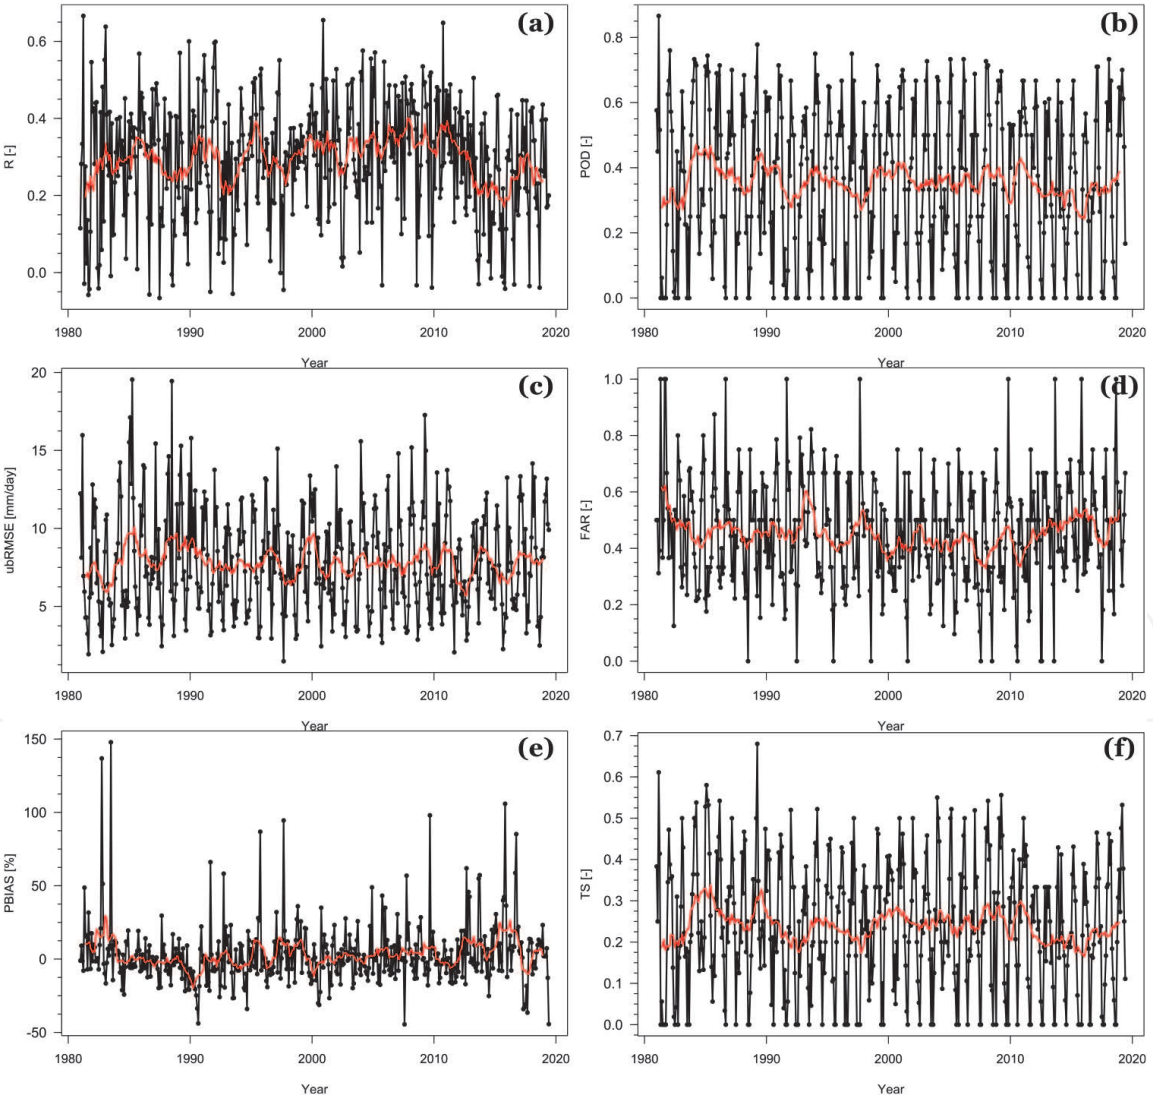 (a)
R [-]
0.6
0.4
0.2
0.0
1980 1990 2000 2010 2020
Year
(b)
POD [-]
0.8
0.6
0.4
0.2
0.0
1980 1990 2000 2010 2020
Year
(c)
ubRMSE [mm/day]
20
15
10
5
1980 1990 2000 2010 2020
Year
(d)
FAR [-]
1.0
0.8
0.6
0.4
0.2
0.0
1980 1990 2000 2010 2020
Year
(e)
PBIAS [%]
150
100
50
0
-50
1980 1990 2000 2010 2020
Year
(f)
TS [-]
0.7
0.6
0.5
0.4
0.3
0.2
0.1
0.0
1980 1990 2000 2010 2020
Year